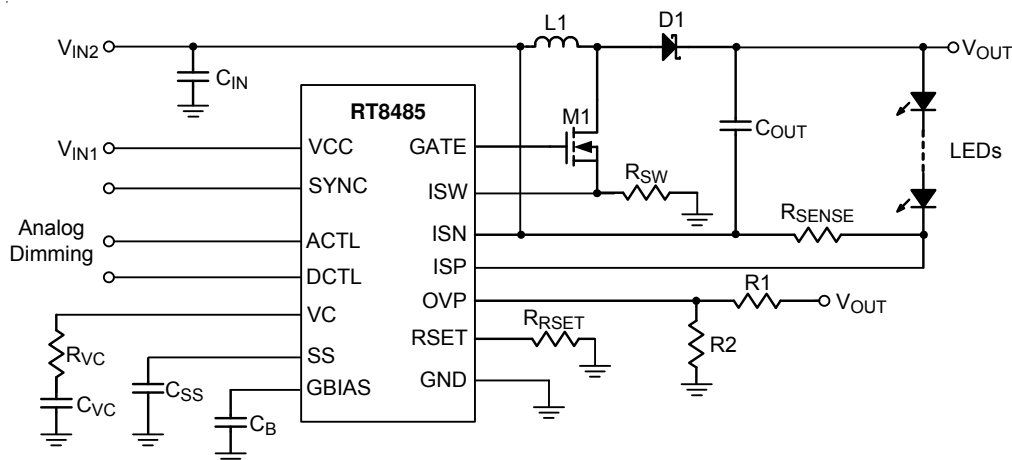 L1
D1
VIN2
VOUT
CIN
RT8485
M1
COUT
LEDs
VIN1
VCC
GATE
SYNC
ISW
RSW
Analog
Dimming
ACTL
ISN
RSENSE
DCTL
ISP
VC
OVP
R1
VOUT
RVC
SS
RSET
RRSET
R2
CVC
CSS
GBIAS
GND
CB